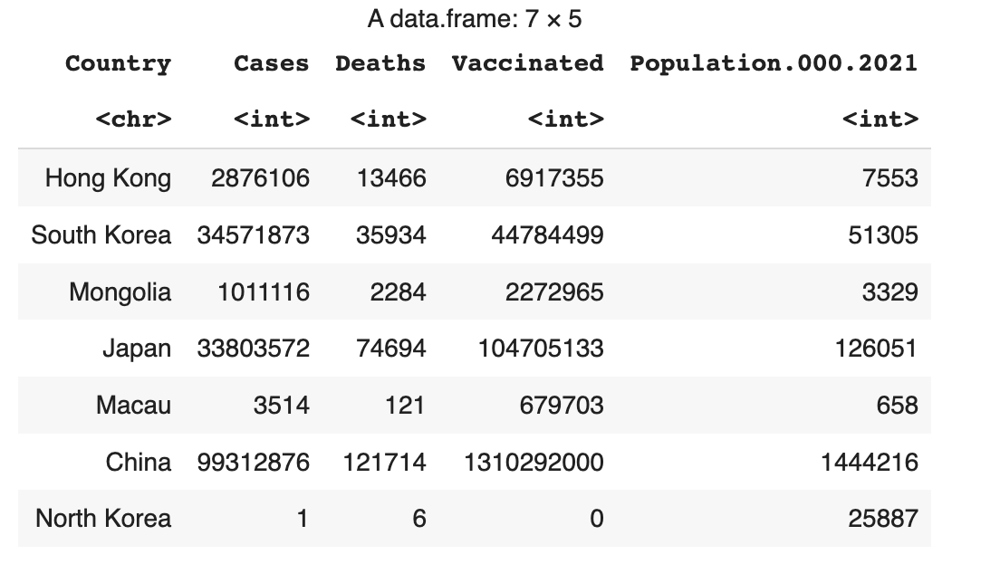 A data.frame: 7 × 5
Country Cases Deaths Vaccinated Population.000.2021
<chr> <int> <int> <int> <int>
Hong Kong 2876106 13466 6917355 7553
South Korea 34571873 35934 44784499 51305
Mongolia 1011116 2284 2272965 3329
Japan 33803572 74694 104705133 126051
Macau 3514 121 679703 658
China 99312876 121714 1310292000 1444216
North Korea 1 6 0 25887